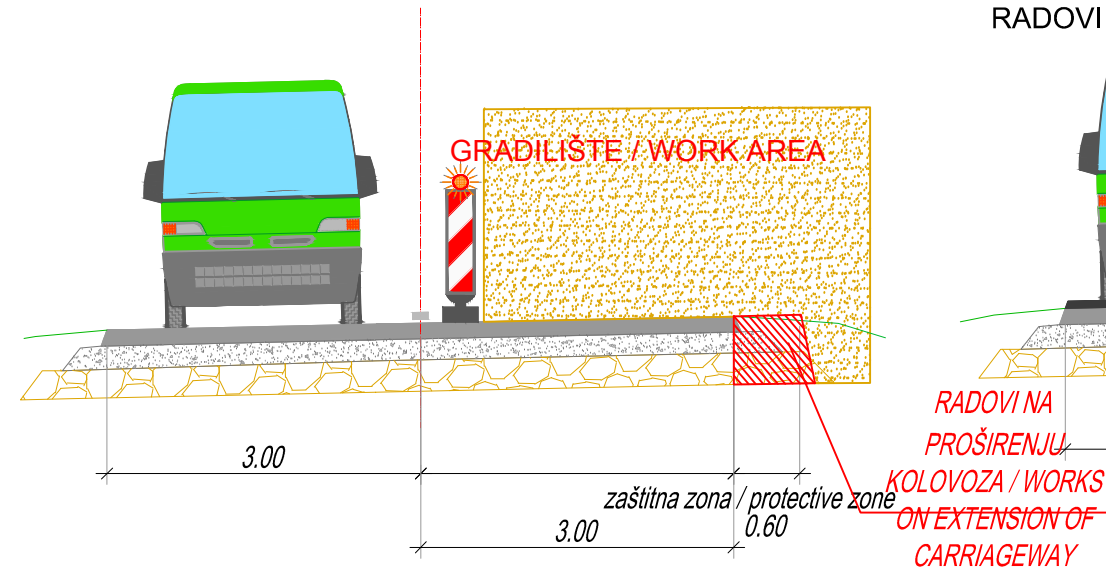 RADOVI
GRADILIŠTE / WORK AREA
3.00
zaštitna zona / protective zone
0.60
3.00
RADOVI NA
PROŠIRENJU
KOLOVOZA / WORKS
ON EXTENSION OF
CARRIAGEWAY